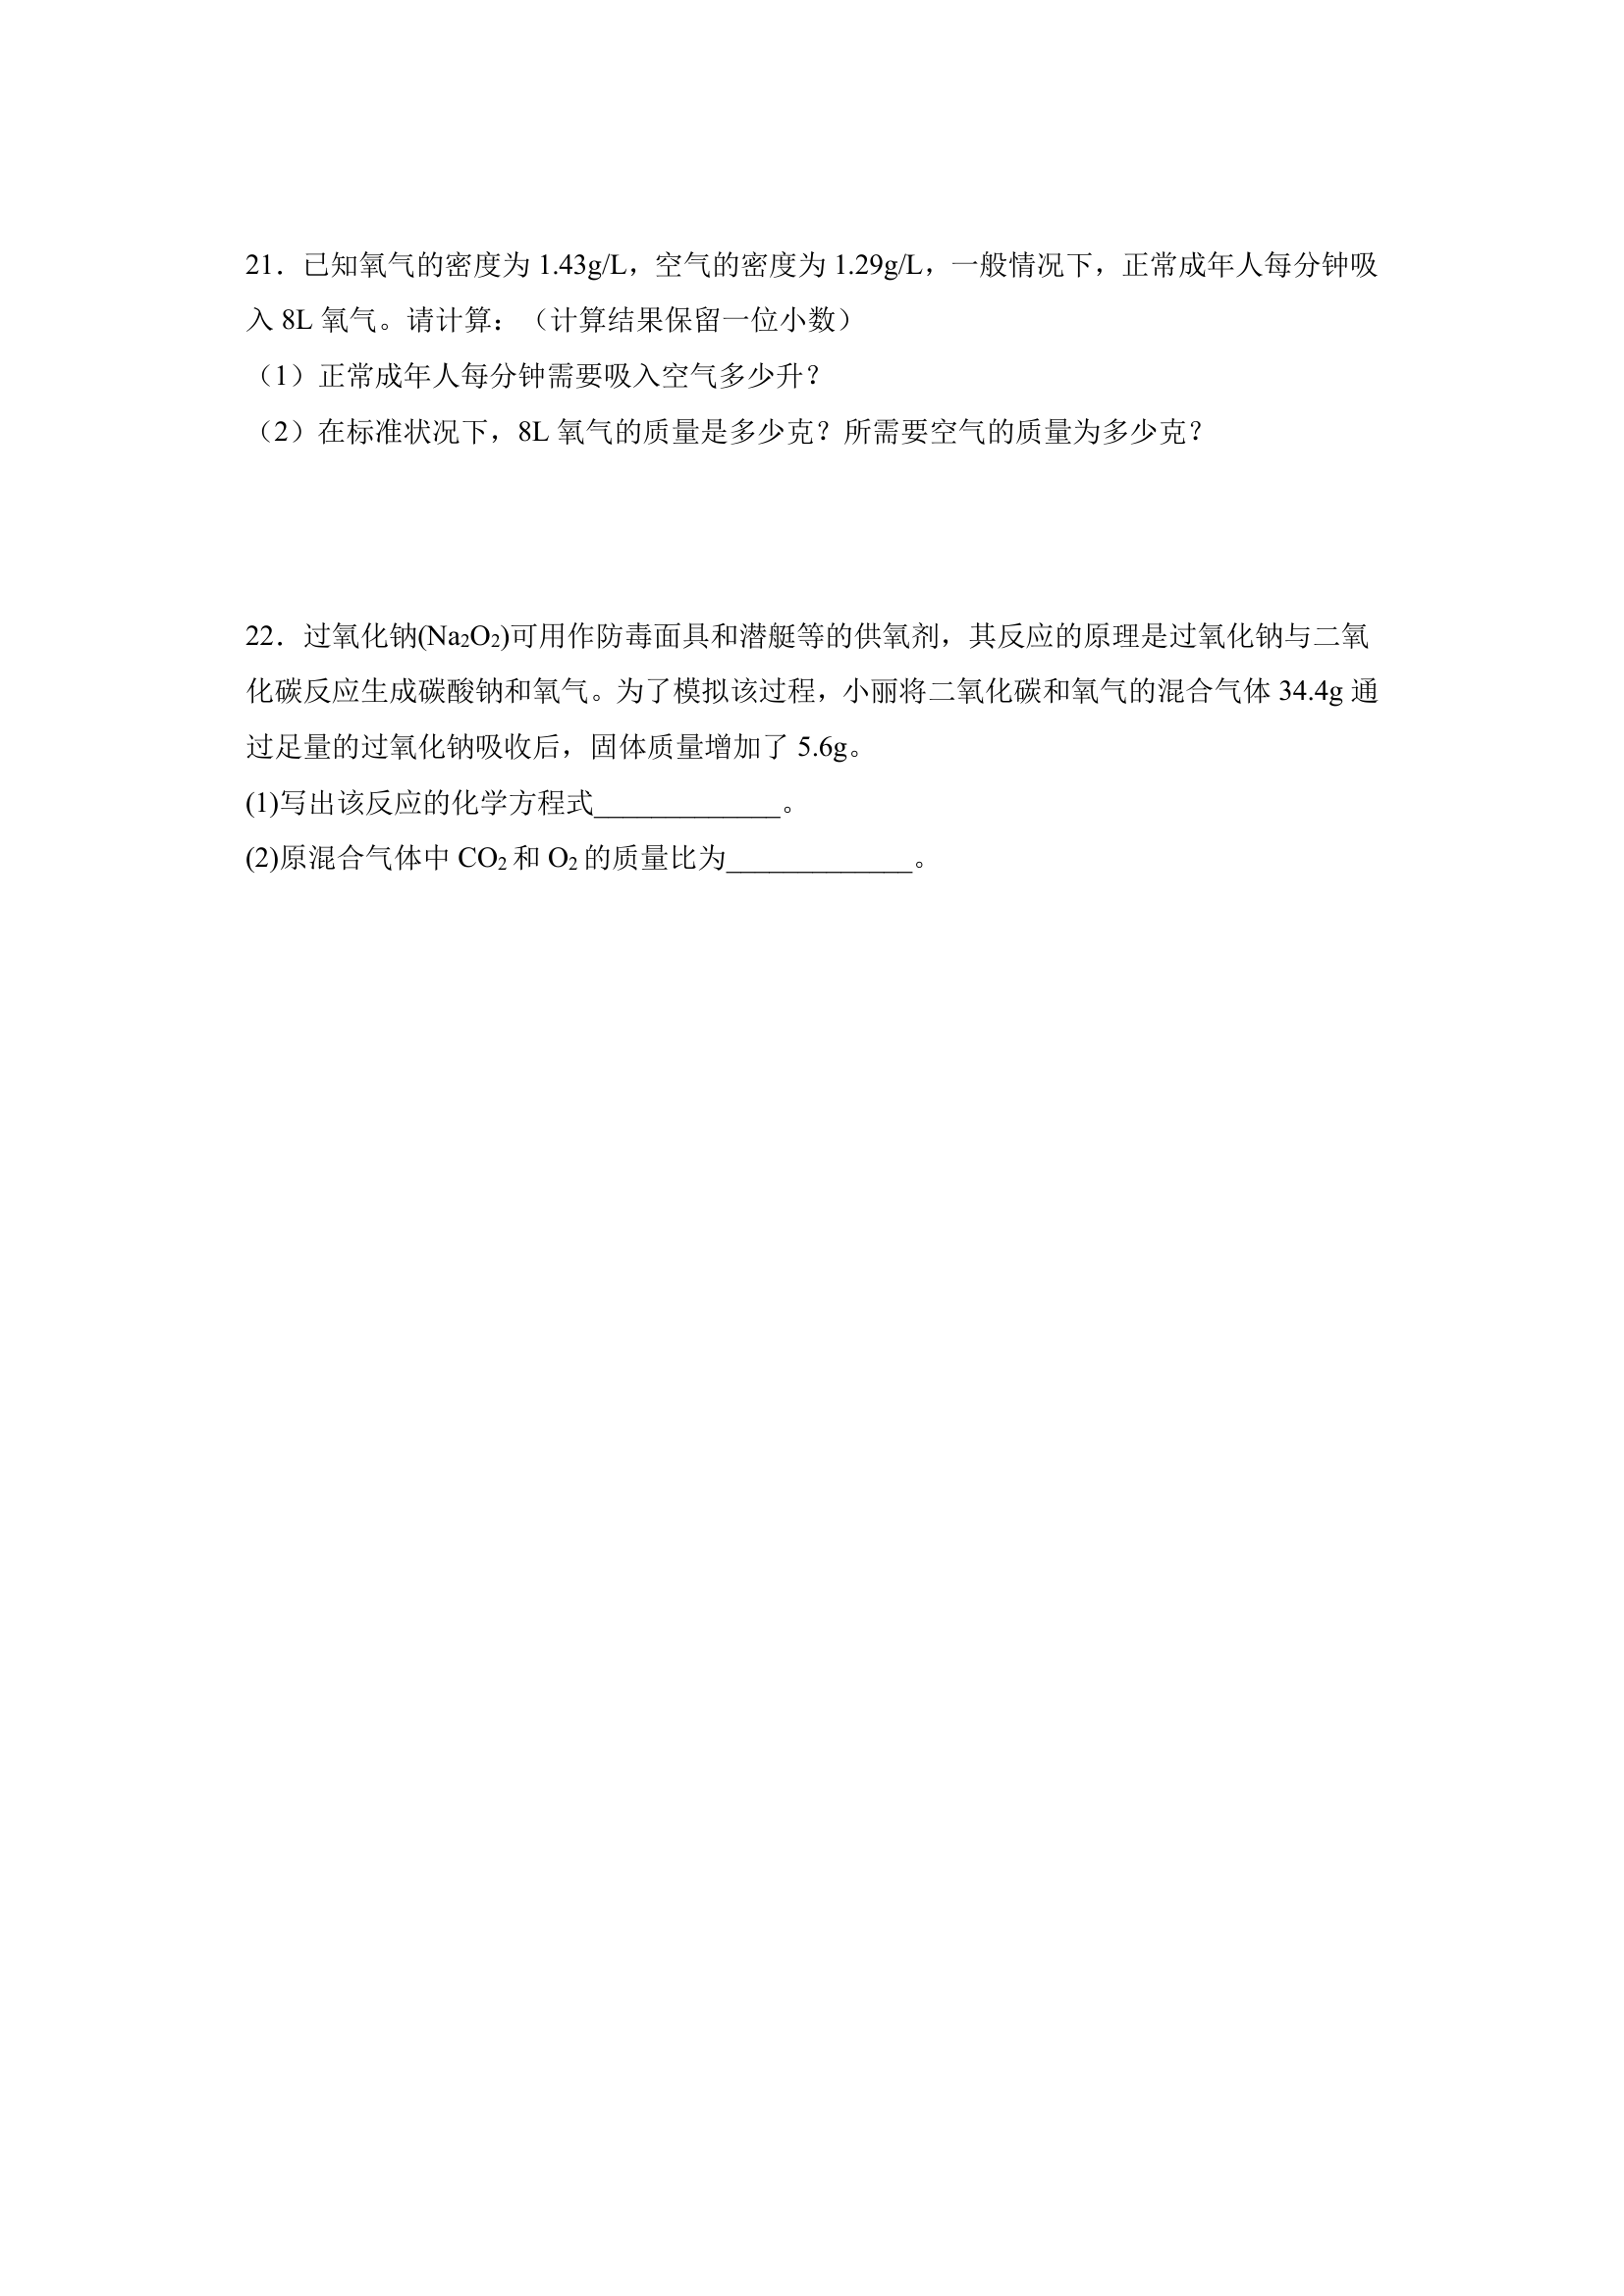 21．已知氧气的密度为 1.43g/L，空气的密度为 1.29g/L，一般情况下，正常成年人每分钟吸
入 8L 氧气。请计算：（计算结果保留一位小数）
（1）正常成年人每分钟需要吸入空气多少升？
（2）在标准状况下，8L 氧气的质量是多少克？所需要空气的质量为多少克？
22．过氧化钠(Na₂O₂)可用作防毒面具和潜艇等的供氧剂，其反应的原理是过氧化钠与二氧
化碳反应生成碳酸钠和氧气。为了模拟该过程，小丽将二氧化碳和氧气的混合气体 34.4g 通
过足量的过氧化钠吸收后，固体质量增加了 5.6g。
(1)写出该反应的化学方程式_____________。
(2)原混合气体中 CO₂ 和 O₂ 的质量比为_____________。